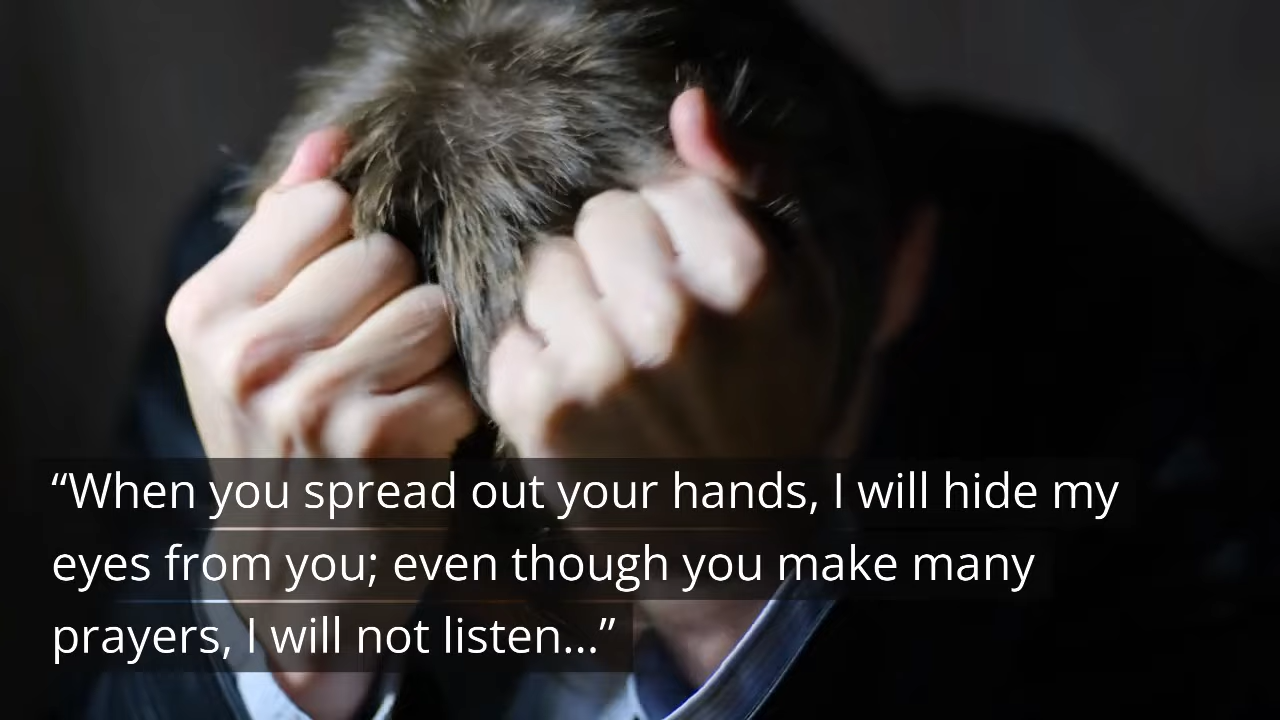 “When you spread out your hands, I will hide my
eyes from you; even though you make many
prayers, I will not listen...”